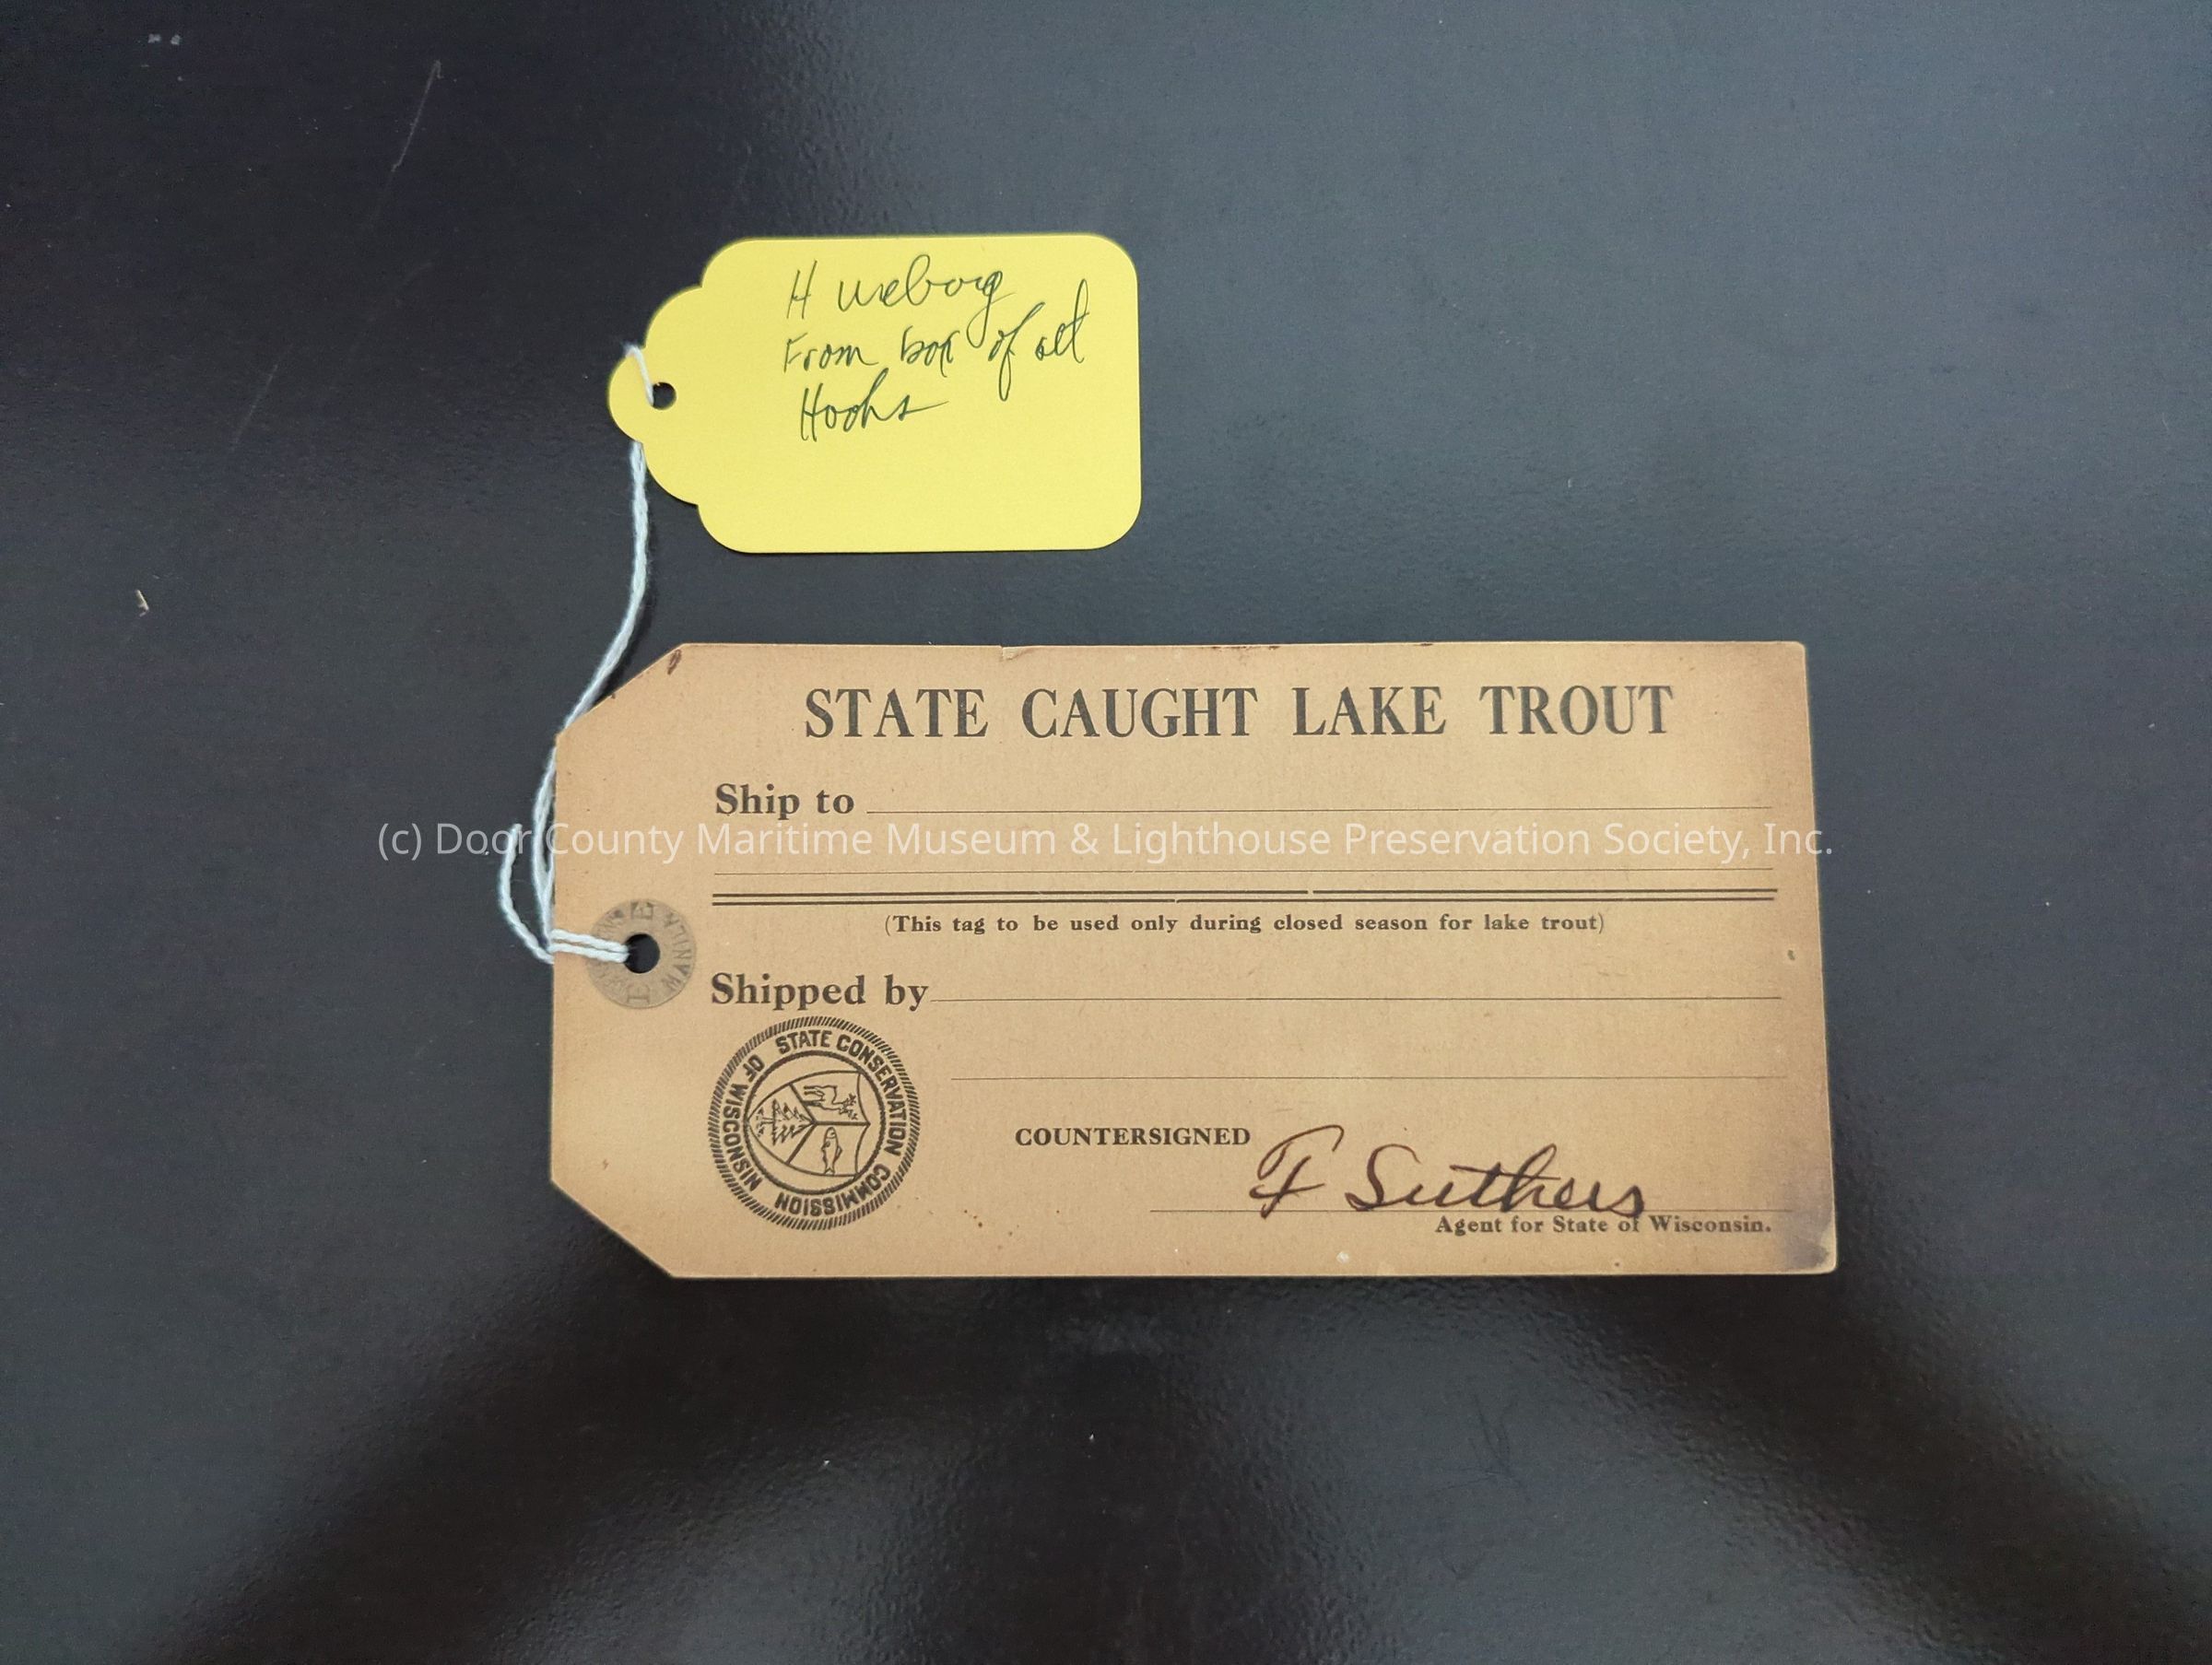 H Weborg
From box of old
Hooks
STATE CAUGHT LAKE TROUT
Ship to
(c) Door County Maritime Museum & Lighthouse Preservation Society, Inc.
(This tag to be used only during closed season for lake trout)
MANILA
Shipped by
STATE CONSERVATION COMMISSION OF WISCONSIN
COUNTERSIGNED
F Suthers
Agent for State of Wisconsin.